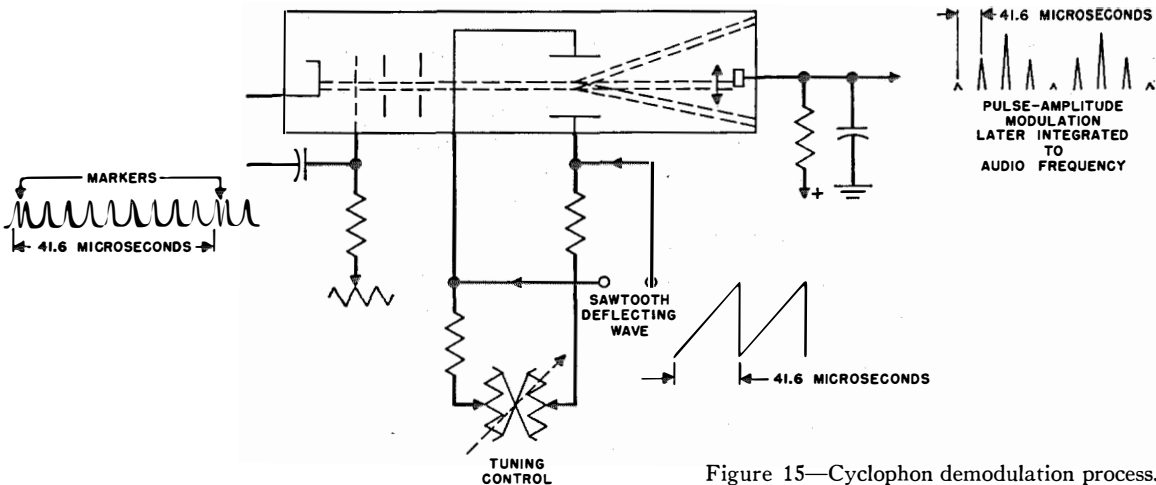 41.6 MICROSECONDS
PULSE-AMPLITUDE
MODULATION
LATER INTEGRATED
TO
AUDIO FREQUENCY
+
MARKERS
41.6 MICROSECONDS
SAWTOOTH
DEFLECTING
WAVE
41.6 MICROSECONDS
TUNING
CONTROL
Figure 15—Cyclophon demodulation process.